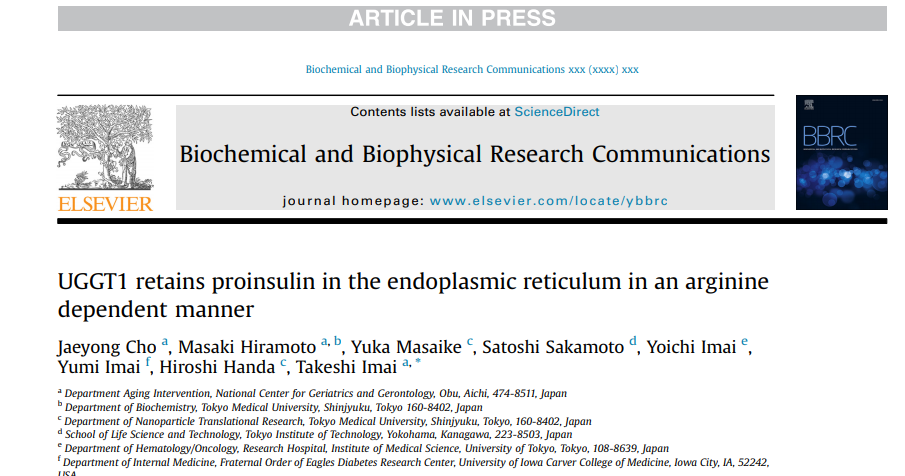 ARTICLE IN PRESS
Biochemical and Biophysical Research Communications xxx (xxxx) xxx
Contents lists available at ScienceDirect
Biochemical and Biophysical Research Communications
journal homepage: www.elsevier.com/locate/ybbrc
ELSEVIER
BBRC
UGGT1 retains proinsulin in the endoplasmic reticulum in an arginine
dependent manner
Jaeyong Cho a, Masaki Hiramoto a, b, Yuka Masaike c, Satoshi Sakamoto d, Yoichi Imai e,
Yumi Imai f, Hiroshi Handa c, Takeshi Imai a, *
a Department Aging Intervention, National Center for Geriatrics and Gerontology, Obu, Aichi, 474-8511, Japan
b Department of Biochemistry, Tokyo Medical University, Shinjyuku, Tokyo 160-8402, Japan
c Department of Nanoparticle Translational Research, Tokyo Medical University, Shinjyuku, Tokyo, 160-8402, Japan
d School of Life Science and Technology, Tokyo Institute of Technology, Yokohama, Kanagawa, 223-8503, Japan
e Department of Hematology/Oncology, Research Hospital, Institute of Medical Science, University of Tokyo, Tokyo, 108-8639, Japan
f Department of Internal Medicine, Fraternal Order of Eagles Diabetes Research Center, University of Iowa Carver College of Medicine, Iowa City, IA, 52242,
USA